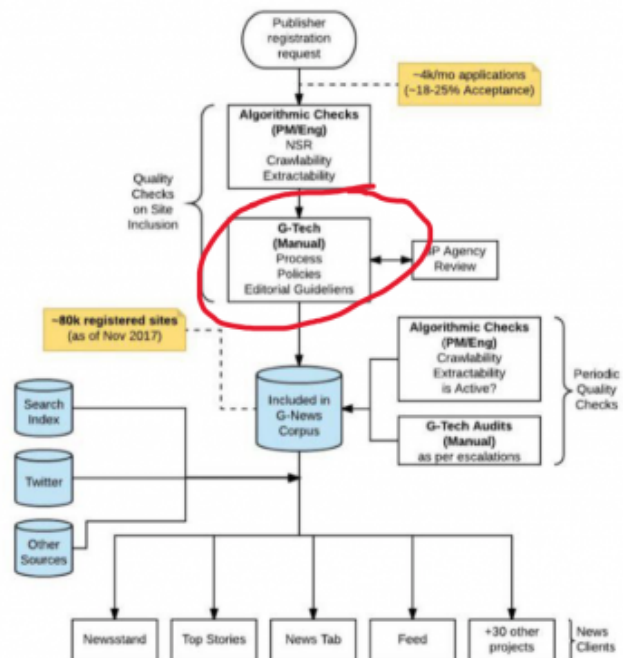 Publisher
registration
request
~4k/mo applications
(~18-25% Acceptance)
Algorithmic Checks
(PM/Eng)
NSR
Crawlability
Extractability
Quality
Checks
on Site
Inclusion
G-Tech
(Manual)
Process
Policies
Editorial Guideliens
P Agency
Review
~80k registered sites
(as of Nov 2017)
Algorithmic Checks
(PM/Eng)
Crawlability
Extractability
is Active?
Periodic
Quality
Checks
Included in
G-News
Corpus
G-Tech Audits
(Manual)
as per escalations
Search
Index
Twitter
Other
Sources
Newsstand
Top Stories
News Tab
Feed
+30 other
projects
News
Clients